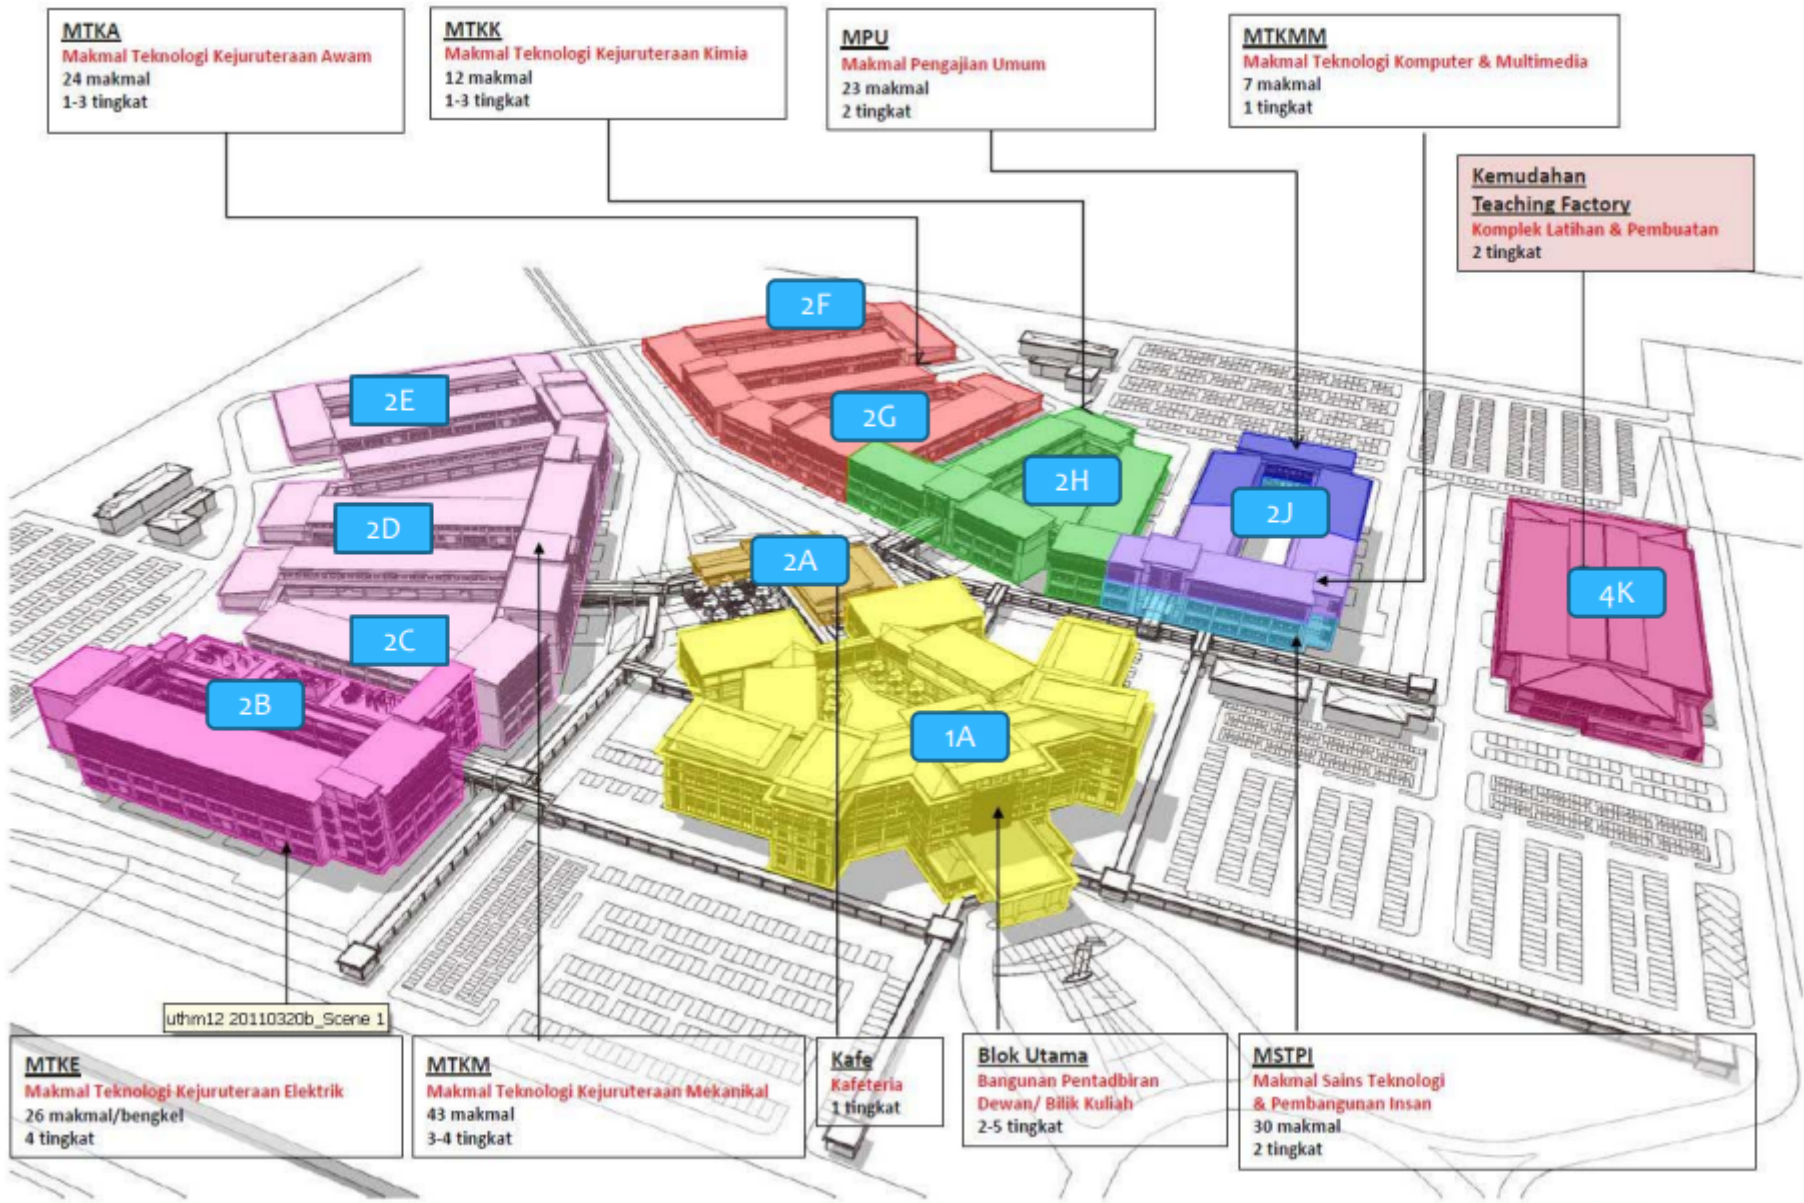 MTKA
Makmal Teknologi Kejuruteraan Awam
24 makmal
1-3 tingkat
MTKK
Makmal Teknologi Kejuruteraan Kimia
12 makmal
1-3 tingkat
MPU
Makmal Pengajian Umum
23 makmal
2 tingkat
MTKMM
Makmal Teknologi Komputer & Multimedia
7 makmal
1 tingkat
Kemudahan
Teaching Factory
Komplek Latihan & Pembuatan
2 tingkat
2F
2E
2G
2H
2D
2J
2A
4K
2C
2B
1A
uthm12 20110320b_Scene 1
MTKE
Makmal Teknologi Kejuruteraan Elektrik
26 makmal/bengkel
4 tingkat
MTKM
Makmal Teknologi Kejuruteraan Mekanikal
43 makmal
3-4 tingkat
Kafe
Kafeteria
1 tingkat
Blok Utama
Bangunan Pentadbiran
Dewan/ Bilik Kuliah
2-5 tingkat
MSTPI
Makmal Sains Teknologi
& Pembangunan Insan
30 makmal
2 tingkat